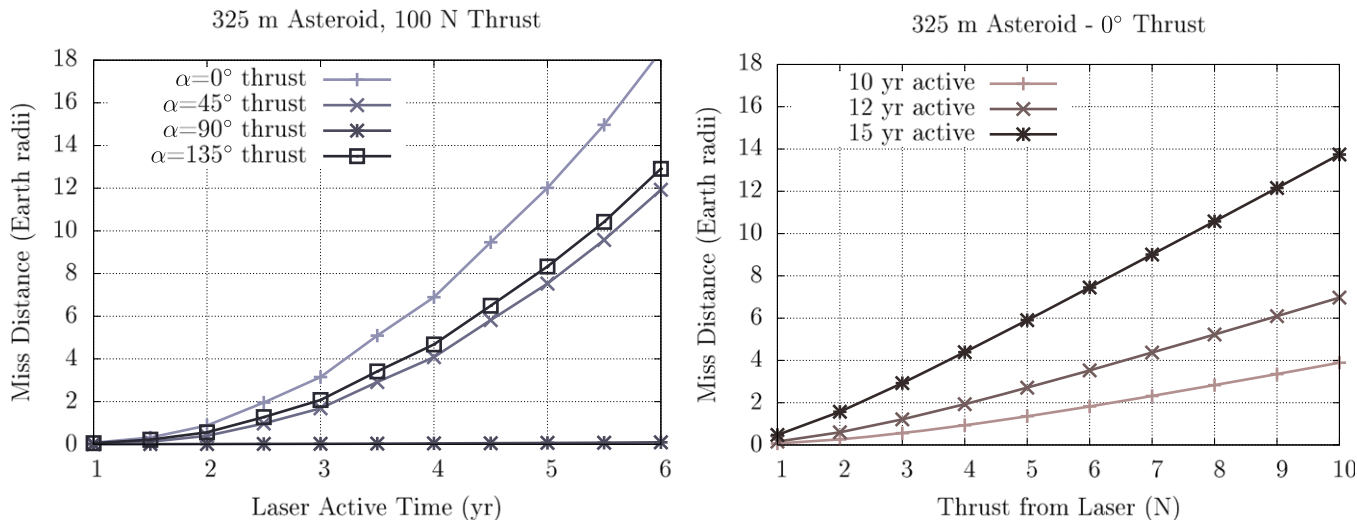 325 m Asteroid, 100 N Thrust
α=0° thrust
α=45° thrust
α=90° thrust
α=135° thrust
Miss Distance (Earth radii)
18
16
14
12
10
8
6
4
2
0
1 2 3 4 5 6
Laser Active Time (yr)
325 m Asteroid - 0° Thrust
10 yr active
12 yr active
15 yr active
Miss Distance (Earth radii)
18
16
14
12
10
8
6
4
2
0
1 2 3 4 5 6 7 8 9 10
Thrust from Laser (N)